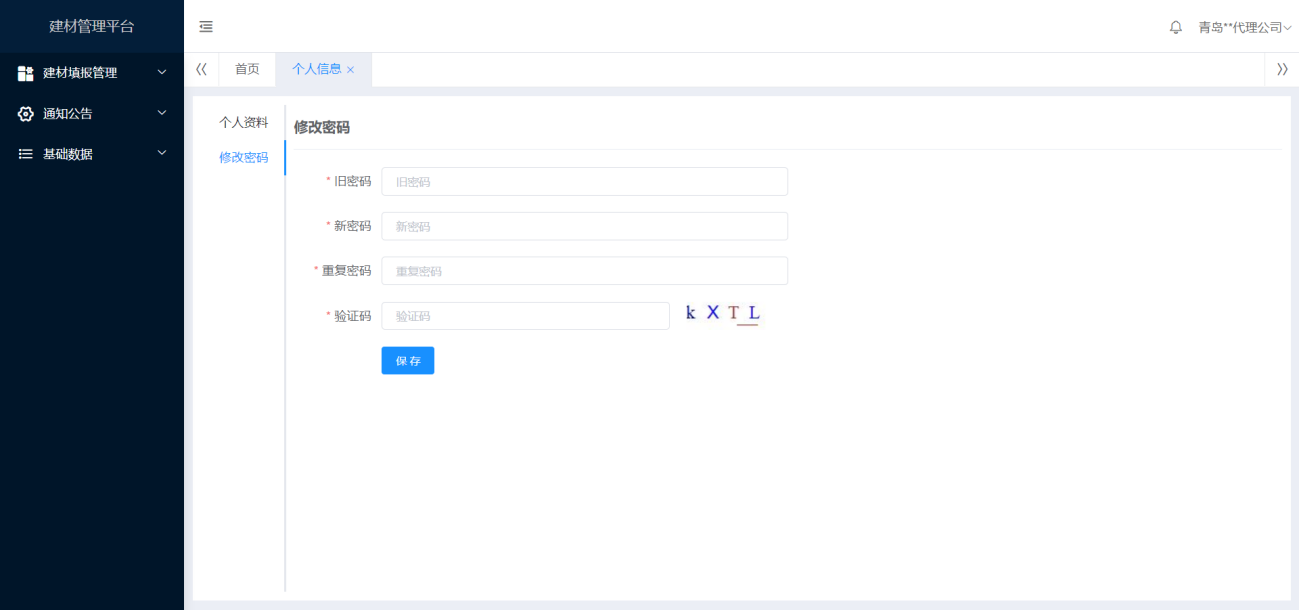 建材管理平台
青岛**代理公司
建材填报管理
通知公告
基础数据
首页
个人信息
个人资料
修改密码
修改密码
* 旧密码 旧密码
* 新密码 新密码
* 重复密码 重复密码
* 验证码 验证码 k X T L
保存